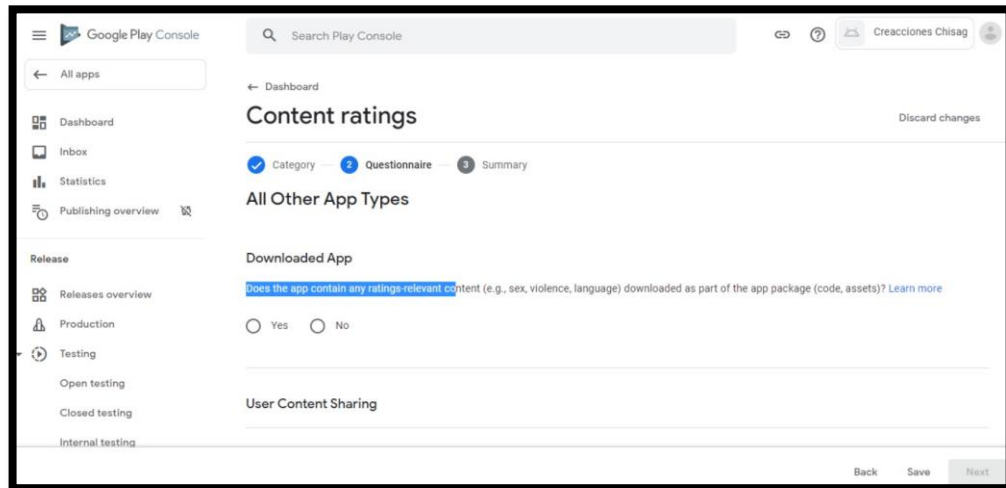 Google Play Console
Search Play Console
Creacciones Chisag
All apps
Dashboard
Inbox
Statistics
Publishing overview
Release
Releases overview
Production
Testing
Open testing
Closed testing
Internal testing
← Dashboard
Content ratings
Discard changes
Category
2 Questionnaire
3 Summary
All Other App Types
Downloaded App
Does the app contain any ratings-relevant content (e.g., sex, violence, language) downloaded as part of the app package (code, assets)? Learn more
Yes No
User Content Sharing
Back Save Next